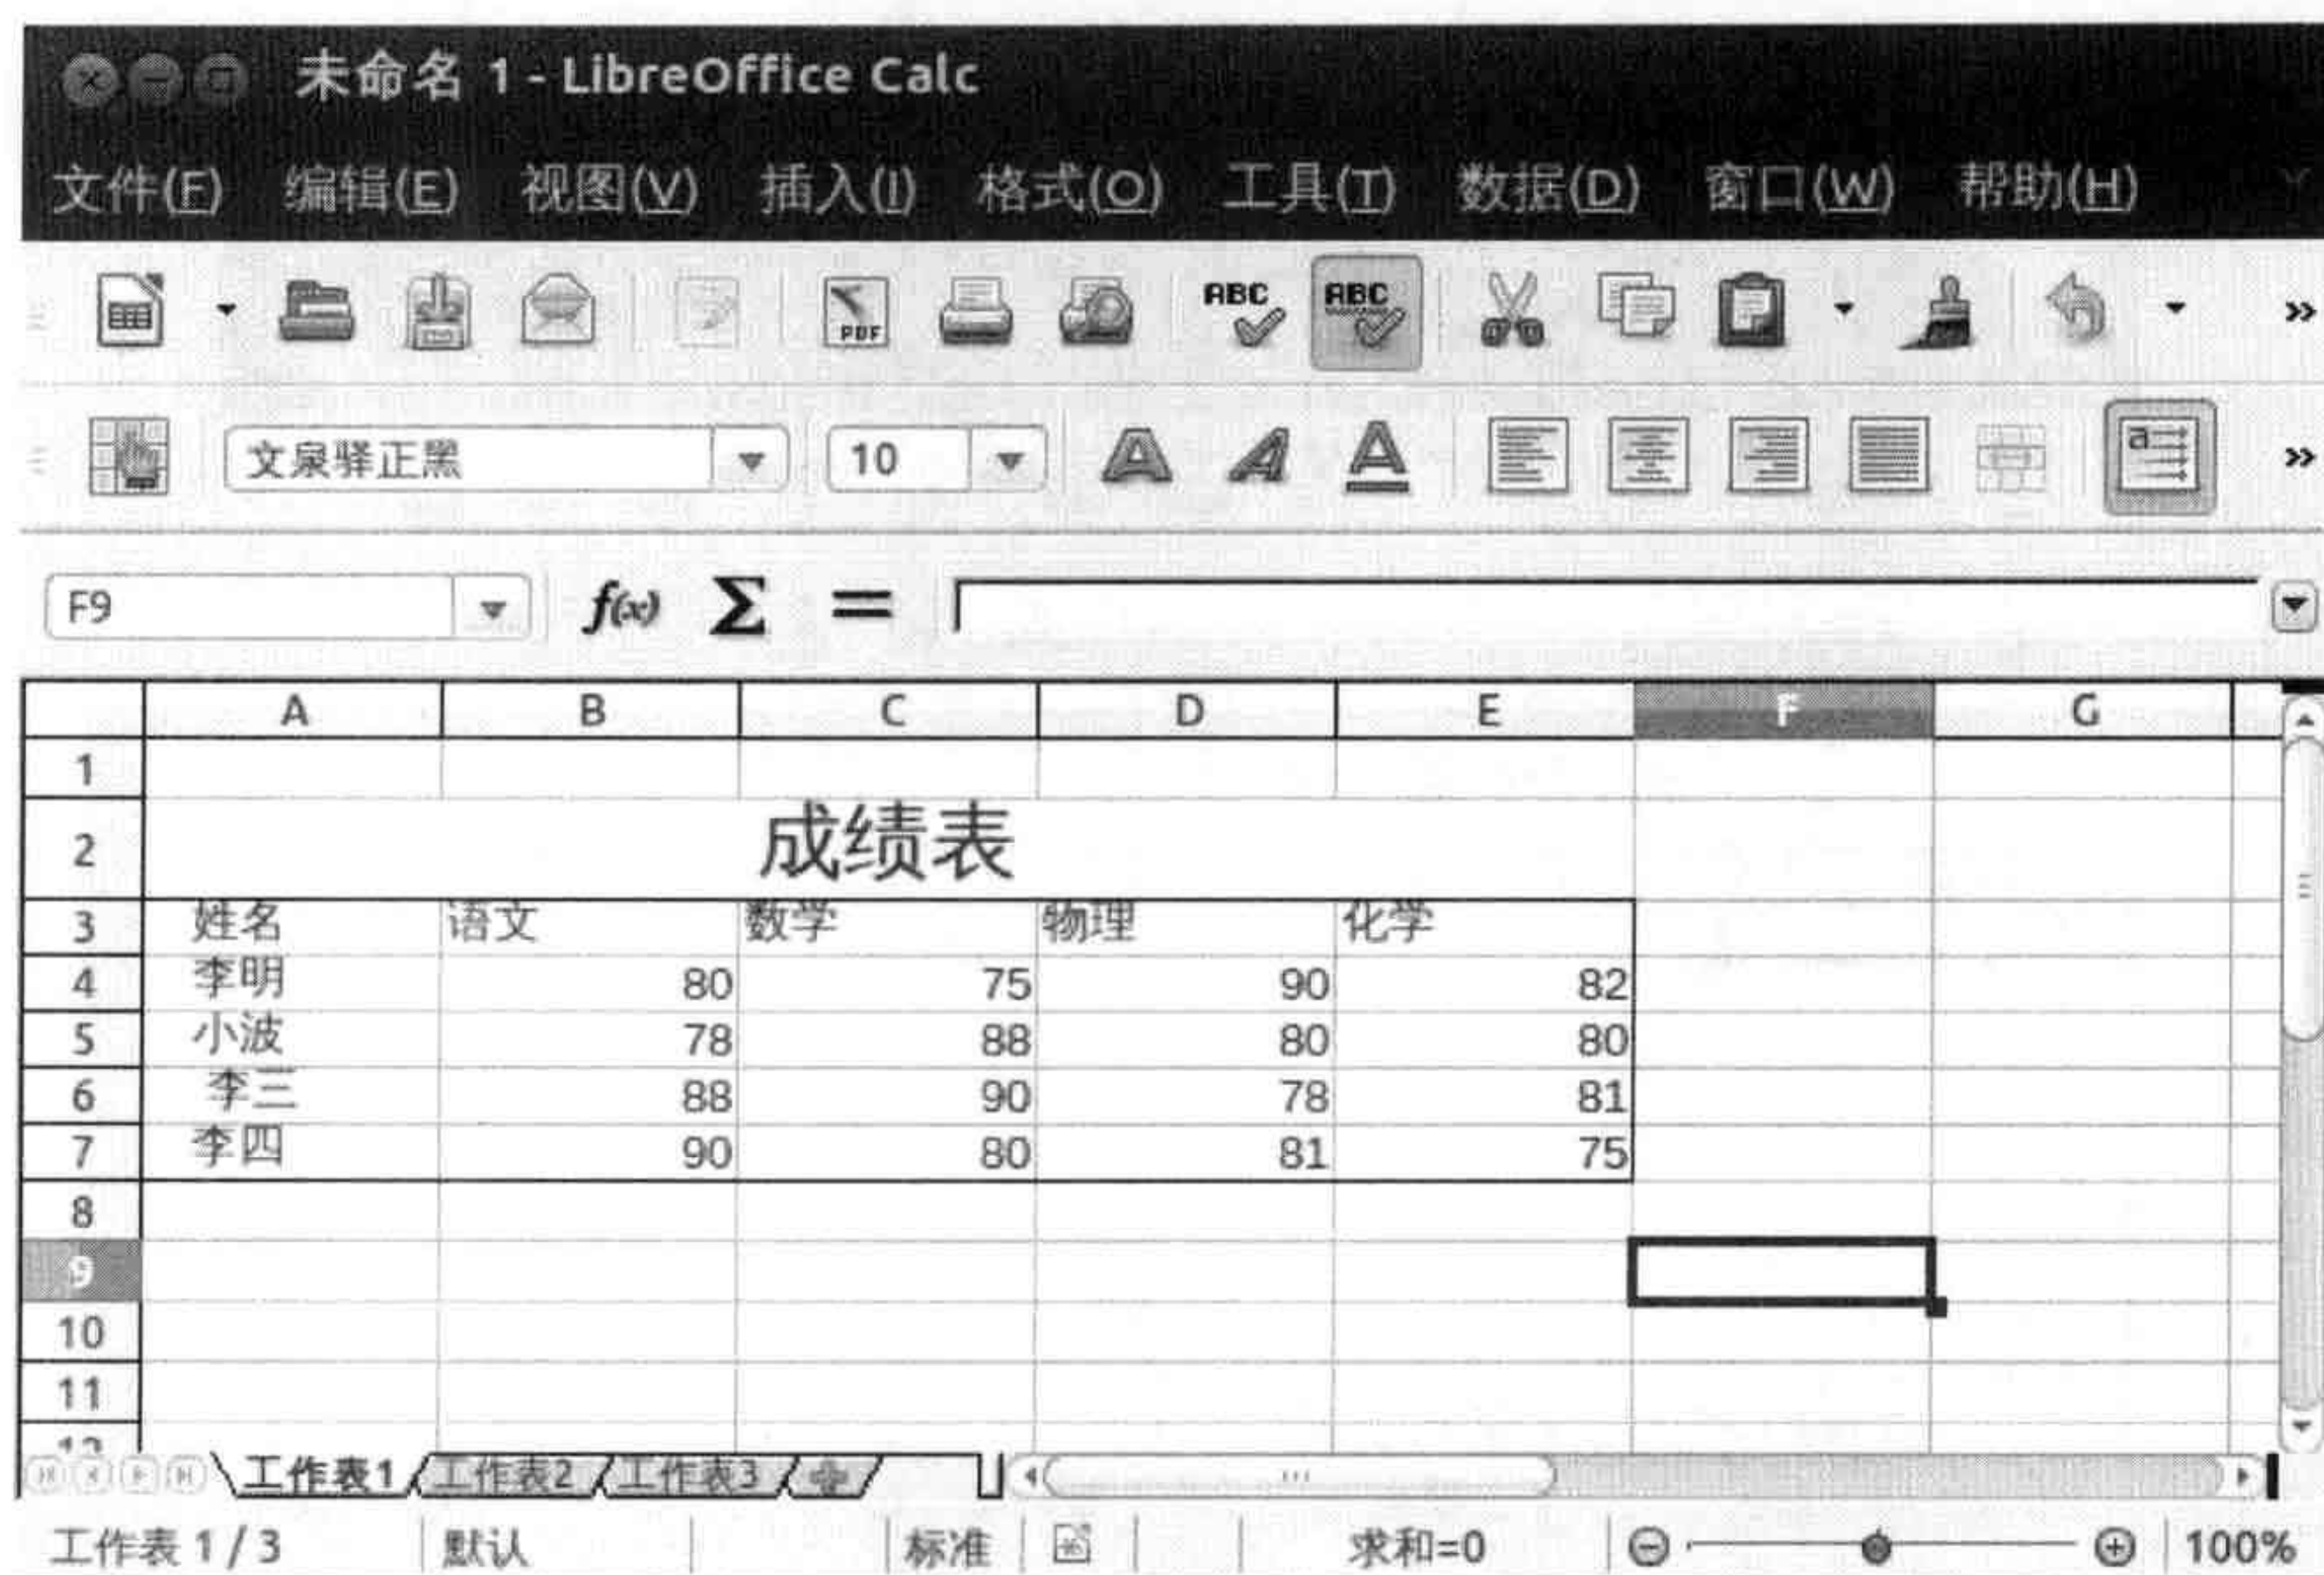 未命名 1 - LibreOffice Calc
文件(F) 编辑(E) 视图(V) 插入(I) 格式(O) 工具(T) 数据(D) 窗口(W) 帮助(H)
PDF ABC ABC »
文泉驿正黑 10 A A A a »
F9 f(x) Σ =
A B C D E F G
1
2 成绩表
3 姓名 语文 数学 物理 化学
4 李明 80 75 90 82
5 小波 78 88 80 80
6 李三 88 90 78 81
7 李四 90 80 81 75
8
9
10
11
工作表1 工作表2 工作表3
工作表 1 / 3 默认 标准 求和=0 100%